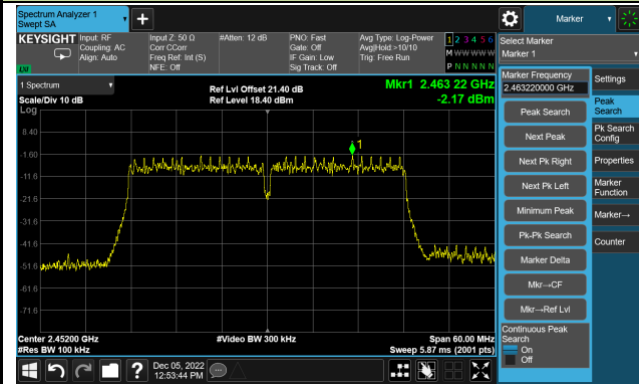 Spectrum Analyzer 1
Swept SA
Marker
KEYSIGHT
Input: RF
Coupling: AC
Align: Auto
Input Z: 50 Ω
Corr CCorr
Freq Ref: Int (S)
NFE: Off
#Atten: 12 dB
PNO: Fast
Gate: Off
IF Gain: Low
Sig Track: Off
Avg Type: Log-Power
Avg|Hold:>10/10
Trig: Free Run
1 2 3 4 5 6
M W W W W W
P N N N N N
Select Marker
Marker 1
1 Spectrum
Scale/Div 10 dB
Log
Ref Lvl Offset 21.40 dB
Ref Level 18.40 dBm
Mkr1 2.463 22 GHz
-2.17 dBm
8.40
-1.60
-11.6
-21.6
-31.6
-41.6
-51.6
-61.6
-71.6
1
Center 2.45200 GHz
#Res BW 100 kHz
#Video BW 300 kHz
Span 60.00 MHz
Sweep 5.87 ms (2001 pts)
Dec 05, 2022
12:53:44 PM
Marker Frequency
2.463220000 GHz
Peak Search
Next Peak
Next Pk Right
Next Pk Left
Minimum Peak
Pk-Pk Search
Marker Delta
Mkr→CF
Mkr→Ref Lvl
Continuous Peak
Search
On
Off
Settings
Peak
Search
Pk Search
Config
Properties
Marker
Function
Marker→
Counter